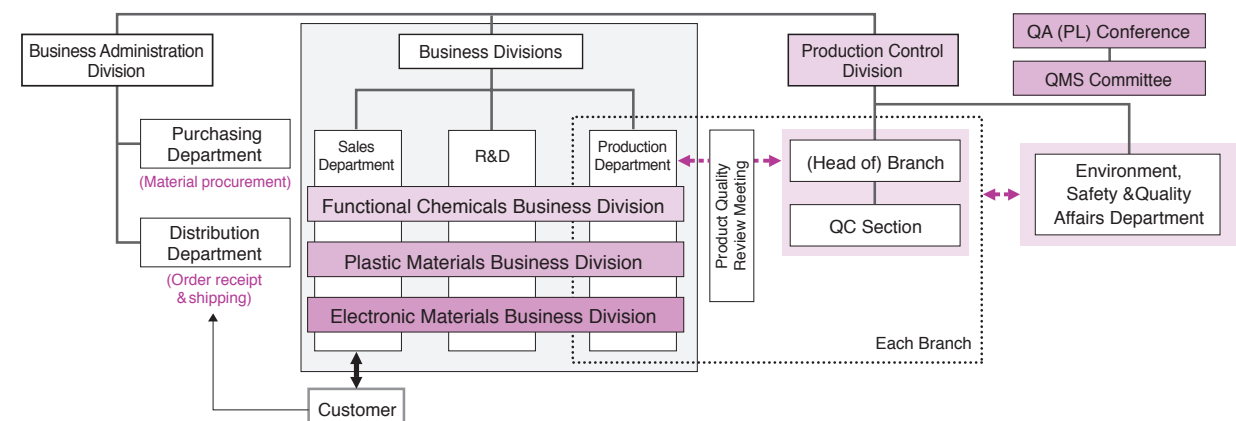 Business Administration
Division
Business Divisions
Production Control
Division
QA (PL) Conference
QMS Committee
Purchasing
Department
(Material procurement)
Distribution
Department
(Order receipt
& shipping)
Sales
Department
R&D
Production
Department
Functional Chemicals Business Division
Plastic Materials Business Division
Electronic Materials Business Division
Product Quality
Review Meeting
(Head of) Branch
QC Section
Environment,
Safety &Quality
Affairs Department
Each Branch
Customer